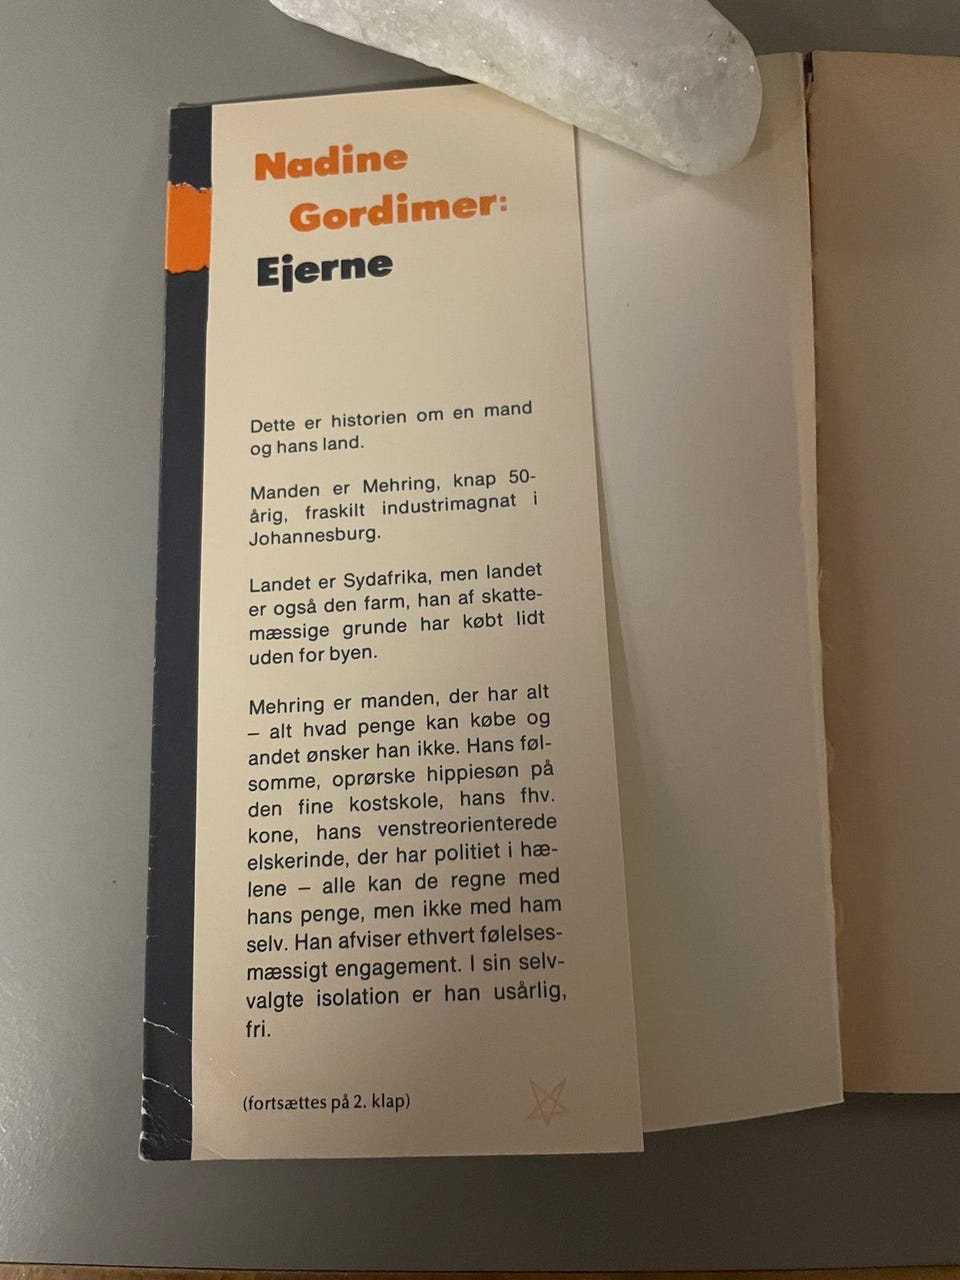 Nadine
Gordimer:
Ejerne
Dette er historien om en mand
og hans land.
Manden er Mehring, knap 50-
årig, fraskilt industrimagnat i
Johannesburg.
Landet er Sydafrika, men landet
er også den farm, han af skatte-
mæssige grunde har købt lidt
uden for byen.
Mehring er manden, der har alt
– alt hvad penge kan købe og
andet ønsker han ikke. Hans føl-
somme, oprørske hippiesøn på
den fine kostskole, hans fhv.
kone, hans venstreorienterede
elskerinde, der har politiet i hæ-
lene – alle kan de regne med
hans penge, men ikke med ham
selv. Han afviser ethvert følelses-
mæssigt engagement. I sin selv-
valgte isolation er han usårlig,
fri.
(fortsættes på 2. klap)